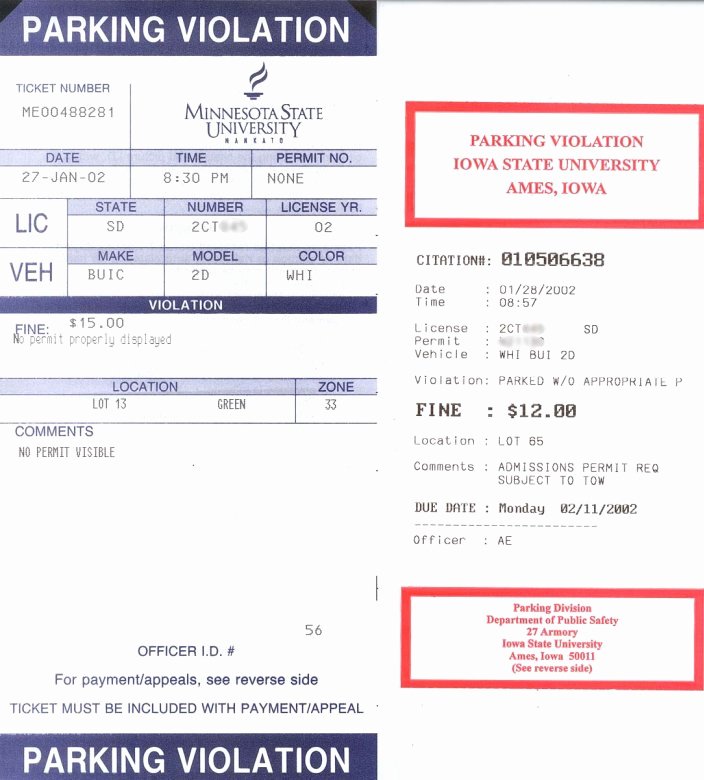 PARKING VIOLATION
TICKET NUMBER
ME00488281
MINNESOTA STATE
UNIVERSITY
MANKATO
DATE TIME PERMIT NO.
27-JAN-02 8:30 PM NONE
LIC
STATE NUMBER LICENSE YR.
SD 2CT 02
VEH
MAKE MODEL COLOR
BUIC 2D WHI
VIOLATION
FINE: $15.00
No permit properly displayed
LOCATION ZONE
LOT 13 GREEN 33
COMMENTS
NO PERMIT VISIBLE
56
OFFICER I.D. #
For payment/appeals, see reverse side
TICKET MUST BE INCLUDED WITH PAYMENT/APPEAL
PARKING VIOLATION
PARKING VIOLATION
IOWA STATE UNIVERSITY
AMES, IOWA
CITATION#: 010506638
Date : 01/28/2002
Time : 08:57
License : 2CT SD
Permit :
Vehicle : WHI BUI 2D
Violation: PARKED W/O APPROPRIATE P
FINE : $12.00
Location : LOT 65
Comments : ADMISSIONS PERMIT REQ
SUBJECT TO TOW
DUE DATE : Monday 02/11/2002
------------------------
Officer : AE
Parking Division
Department of Public Safety
27 Armory
Iowa State University
Ames, Iowa 50011
(See reverse side)